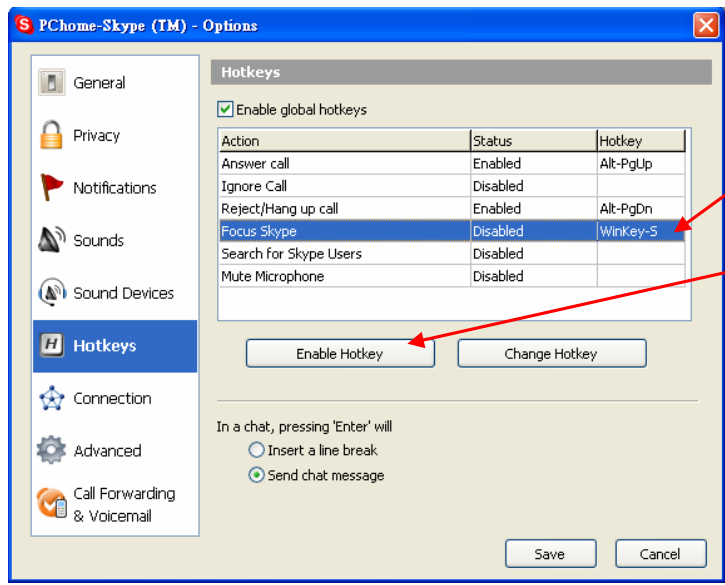 S PChome-Skype (TM) - Options
General
Privacy
Notifications
Sounds
Sound Devices
H Hotkeys
Connection
Advanced
Call Forwarding
& Voicemail
Hotkeys
Enable global hotkeys
Action Status Hotkey
Answer call Enabled Alt-PgUp
Ignore Call Disabled
Reject/Hang up call Enabled Alt-PgDn
Focus Skype Disabled WinKey-S
Search for Skype Users Disabled
Mute Microphone Disabled
Enable Hotkey Change Hotkey
In a chat, pressing 'Enter' will
Insert a line break
Send chat message
Save Cancel